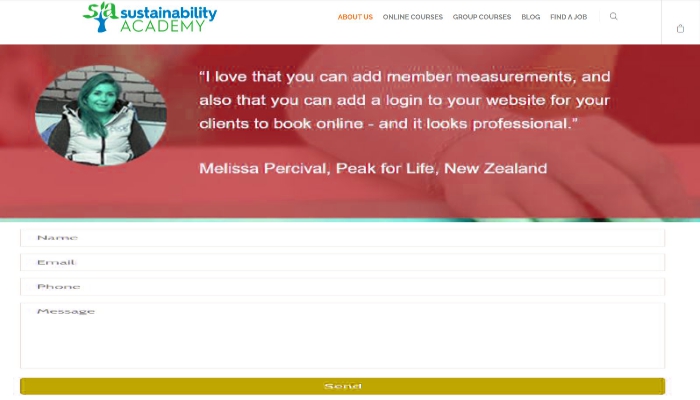 sa sustainability
ACADEMY
ABOUT US ONLINE COURSES GROUP COURSES BLOG FIND A JOB
“I love that you can add member measurements, and
also that you can add a login to your website for your
clients to book online - and it looks professional.”
Melissa Percival, Peak for Life, New Zealand
Name
Email
Phone
Message
Send